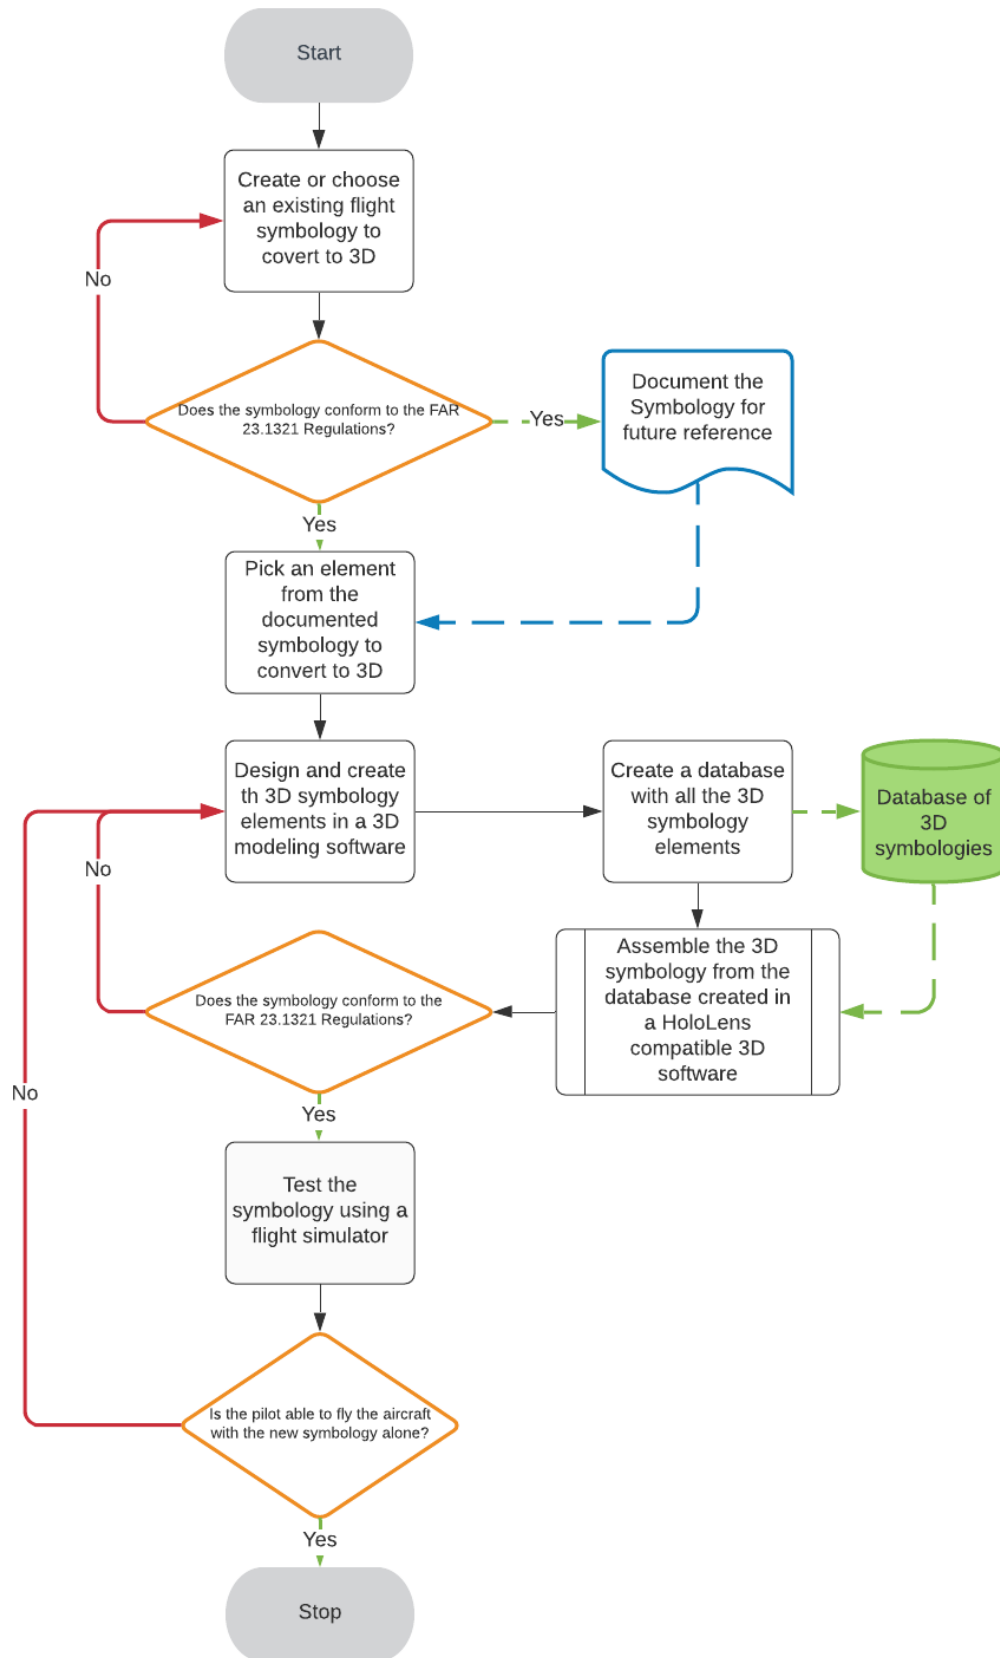 Start
Create or choose
an existing flight
symbology to
covert to 3D
No
Does the symbology conform to the FAR
23.1321 Regulations?
Yes
Document the
Symbology for
future reference
Yes
Pick an element
from the
documented
symbology to
convert to 3D
Design and create
th 3D symbology
elements in a 3D
modeling software
Create a database
with all the 3D
symbology
elements
Database of
3D
symbologies
No
Assemble the 3D
symbology from the
database created in
a HoloLens
compatible 3D
software
Does the symbology conform to the
FAR 23.1321 Regulations?
No
Yes
Test the
symbology using a
flight simulator
Is the pilot able to fly the aircraft
with the new symbology alone?
Yes
Stop